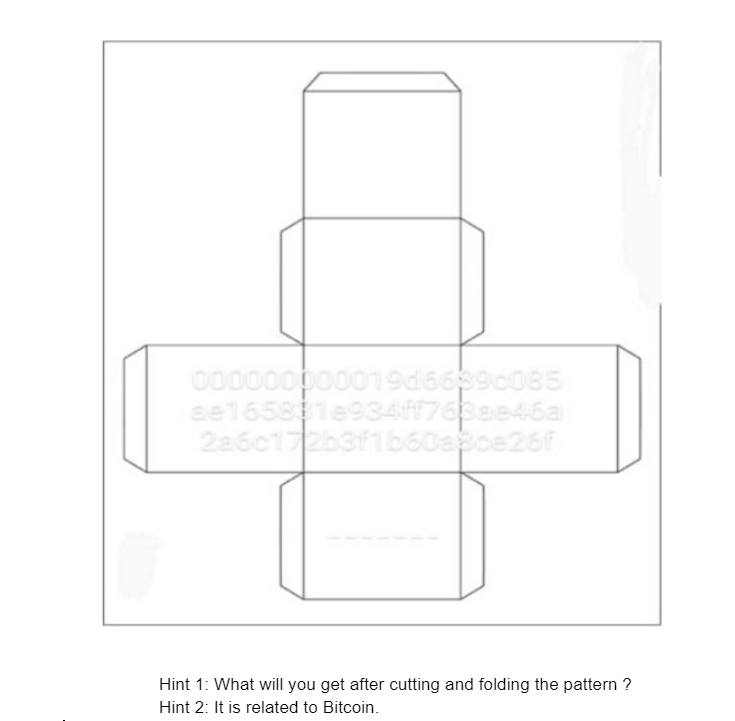 000000000019d6689c085
ae165831e934ff763ae46a
2a6c172b3f1b60a8ce26f
_______
Hint 1: What will you get after cutting and folding the pattern ?
Hint 2: It is related to Bitcoin.